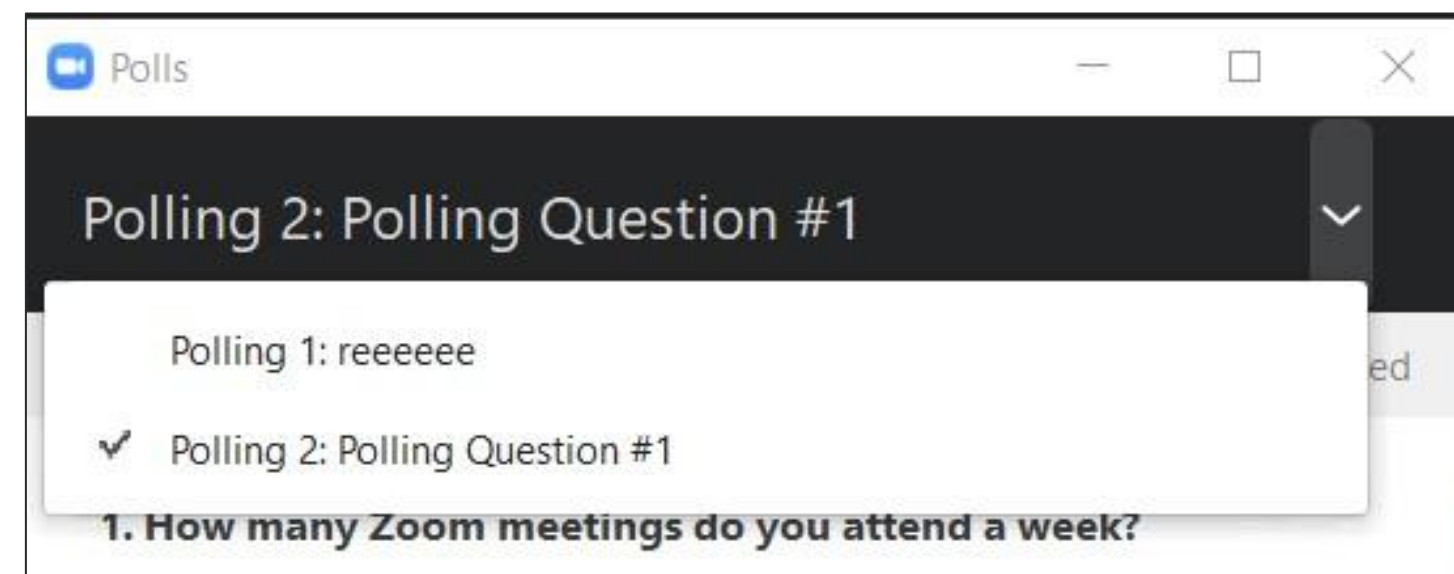 Polls
Polling 2: Polling Question #1
Polling 1: reeeeee
ed
Polling 2: Polling Question #1
1. How many Zoom meetings do you attend a week?